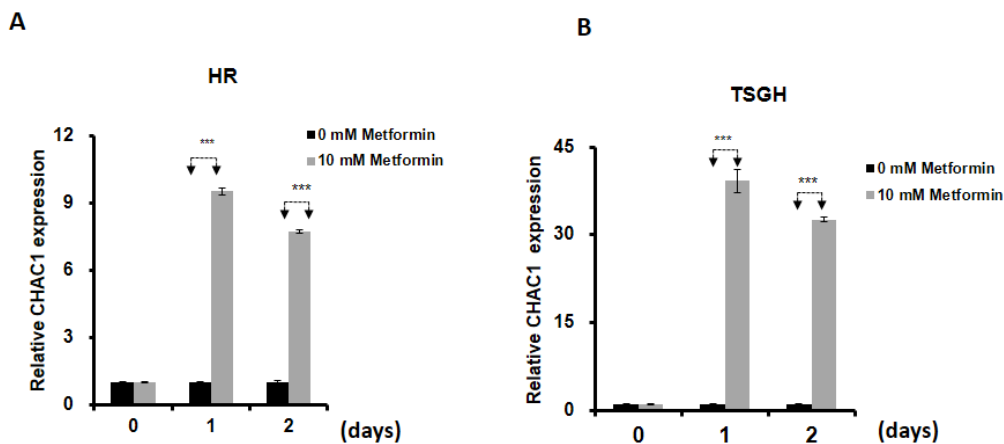 A
HR
Relative CHAC1 expression
12
9
6
3
0
***
***
0 mM Metformin
10 mM Metformin
0 1 2 (days)
B
TSGH
Relative CHAC1 expression
45
30
15
0
***
***
0 mM Metformin
10 mM Metformin
0 1 2 (days)